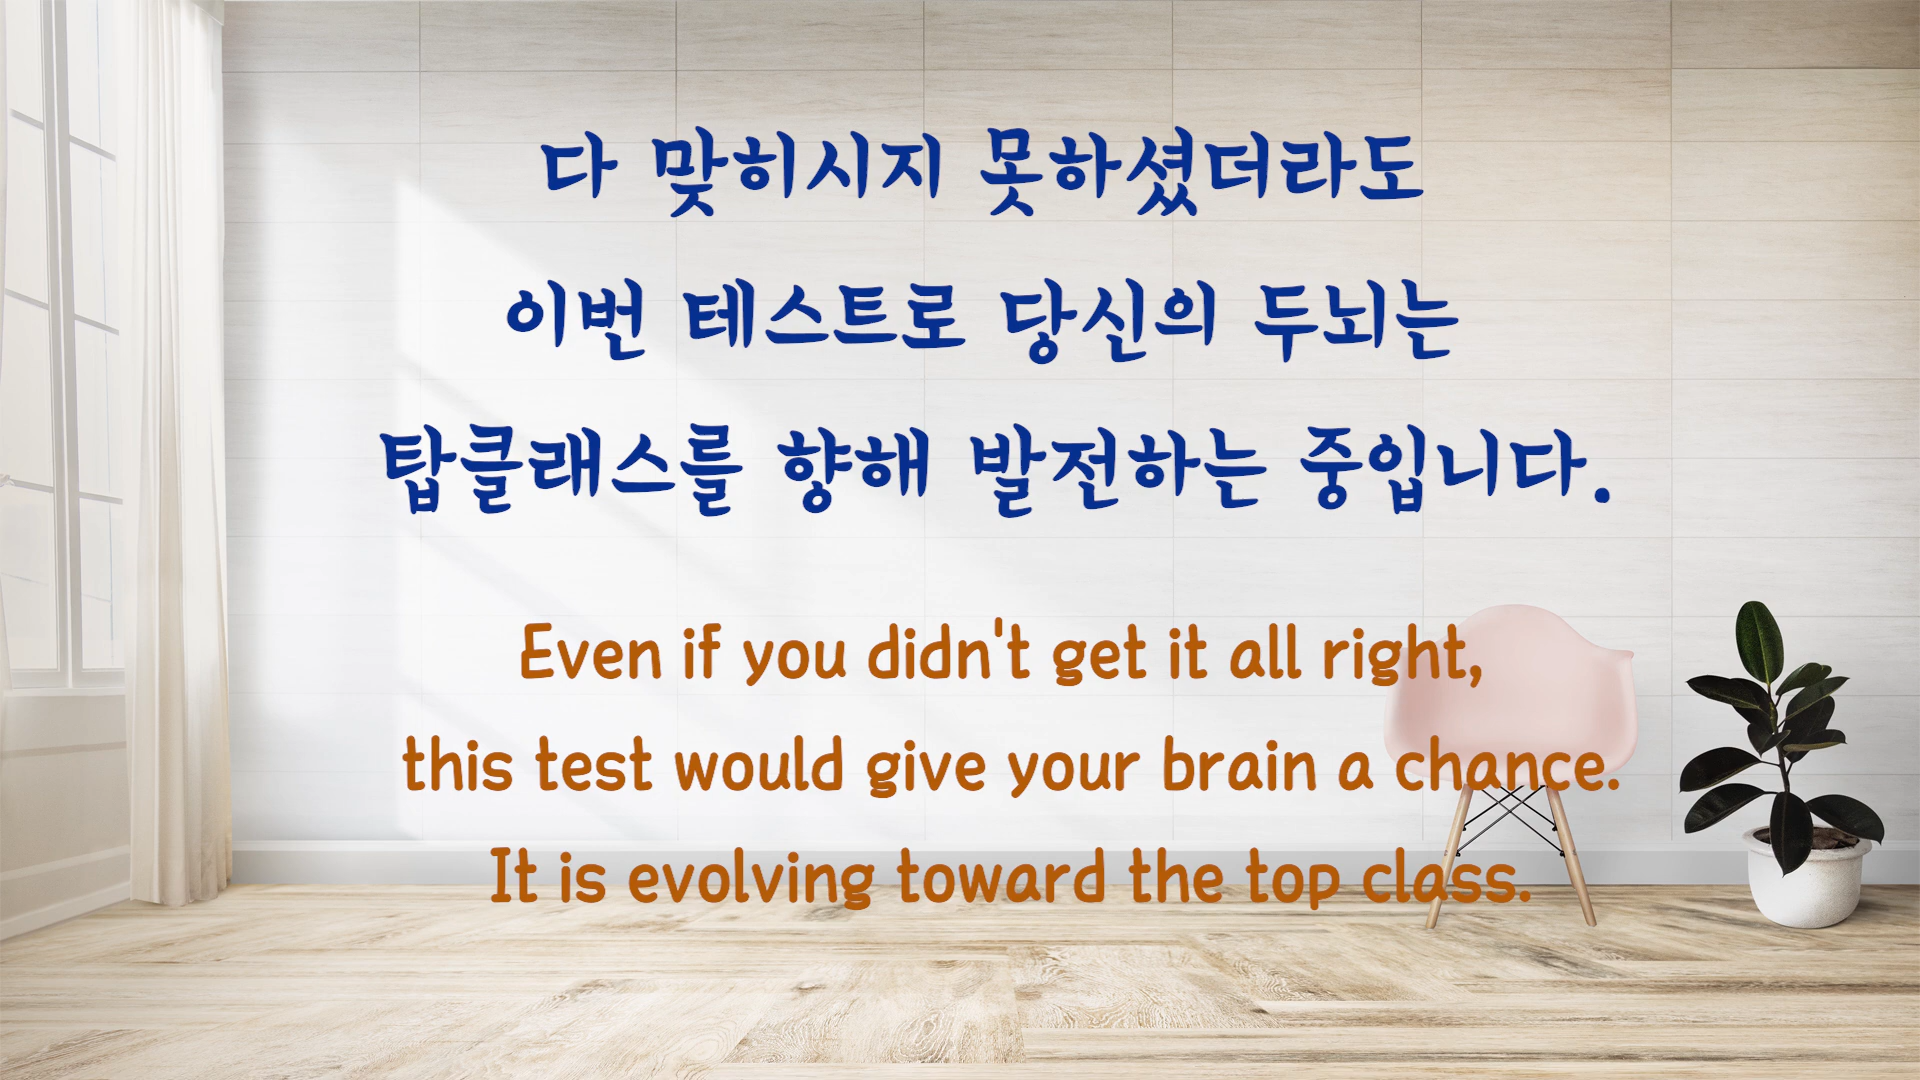 다 맞히시지 못하셨더라도
이번 테스트로 당신의 두뇌는
탑클래스를 향해 발전하는 중입니다.
Even if you didn't get it all right,
this test would give your brain a chance.
It is evolving toward the top class.